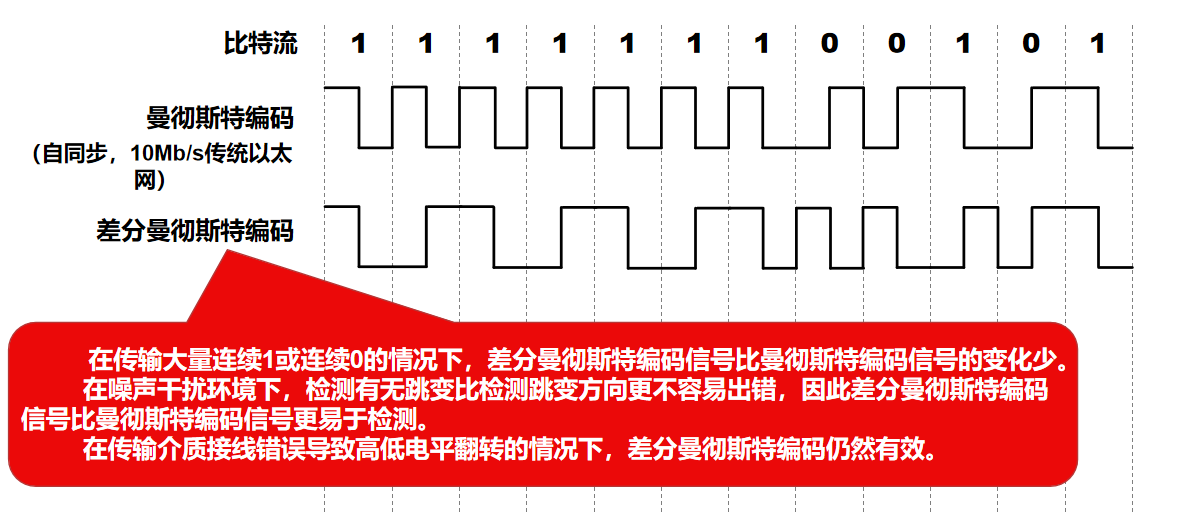 比特流 1 1 1 1 1 1 1 0 0 1 0 1
曼彻斯特编码
（自同步，10Mb/s传统以太
网）
差分曼彻斯特编码
在传输大量连续1或连续0的情况下，差分曼彻斯特编码信号比曼彻斯特编码信号的变化少。
在噪声干扰环境下，检测有无跳变比检测跳变方向更不容易出错，因此差分曼彻斯特编码
信号比曼彻斯特编码信号更易于检测。
在传输介质接线错误导致高低电平翻转的情况下，差分曼彻斯特编码仍然有效。